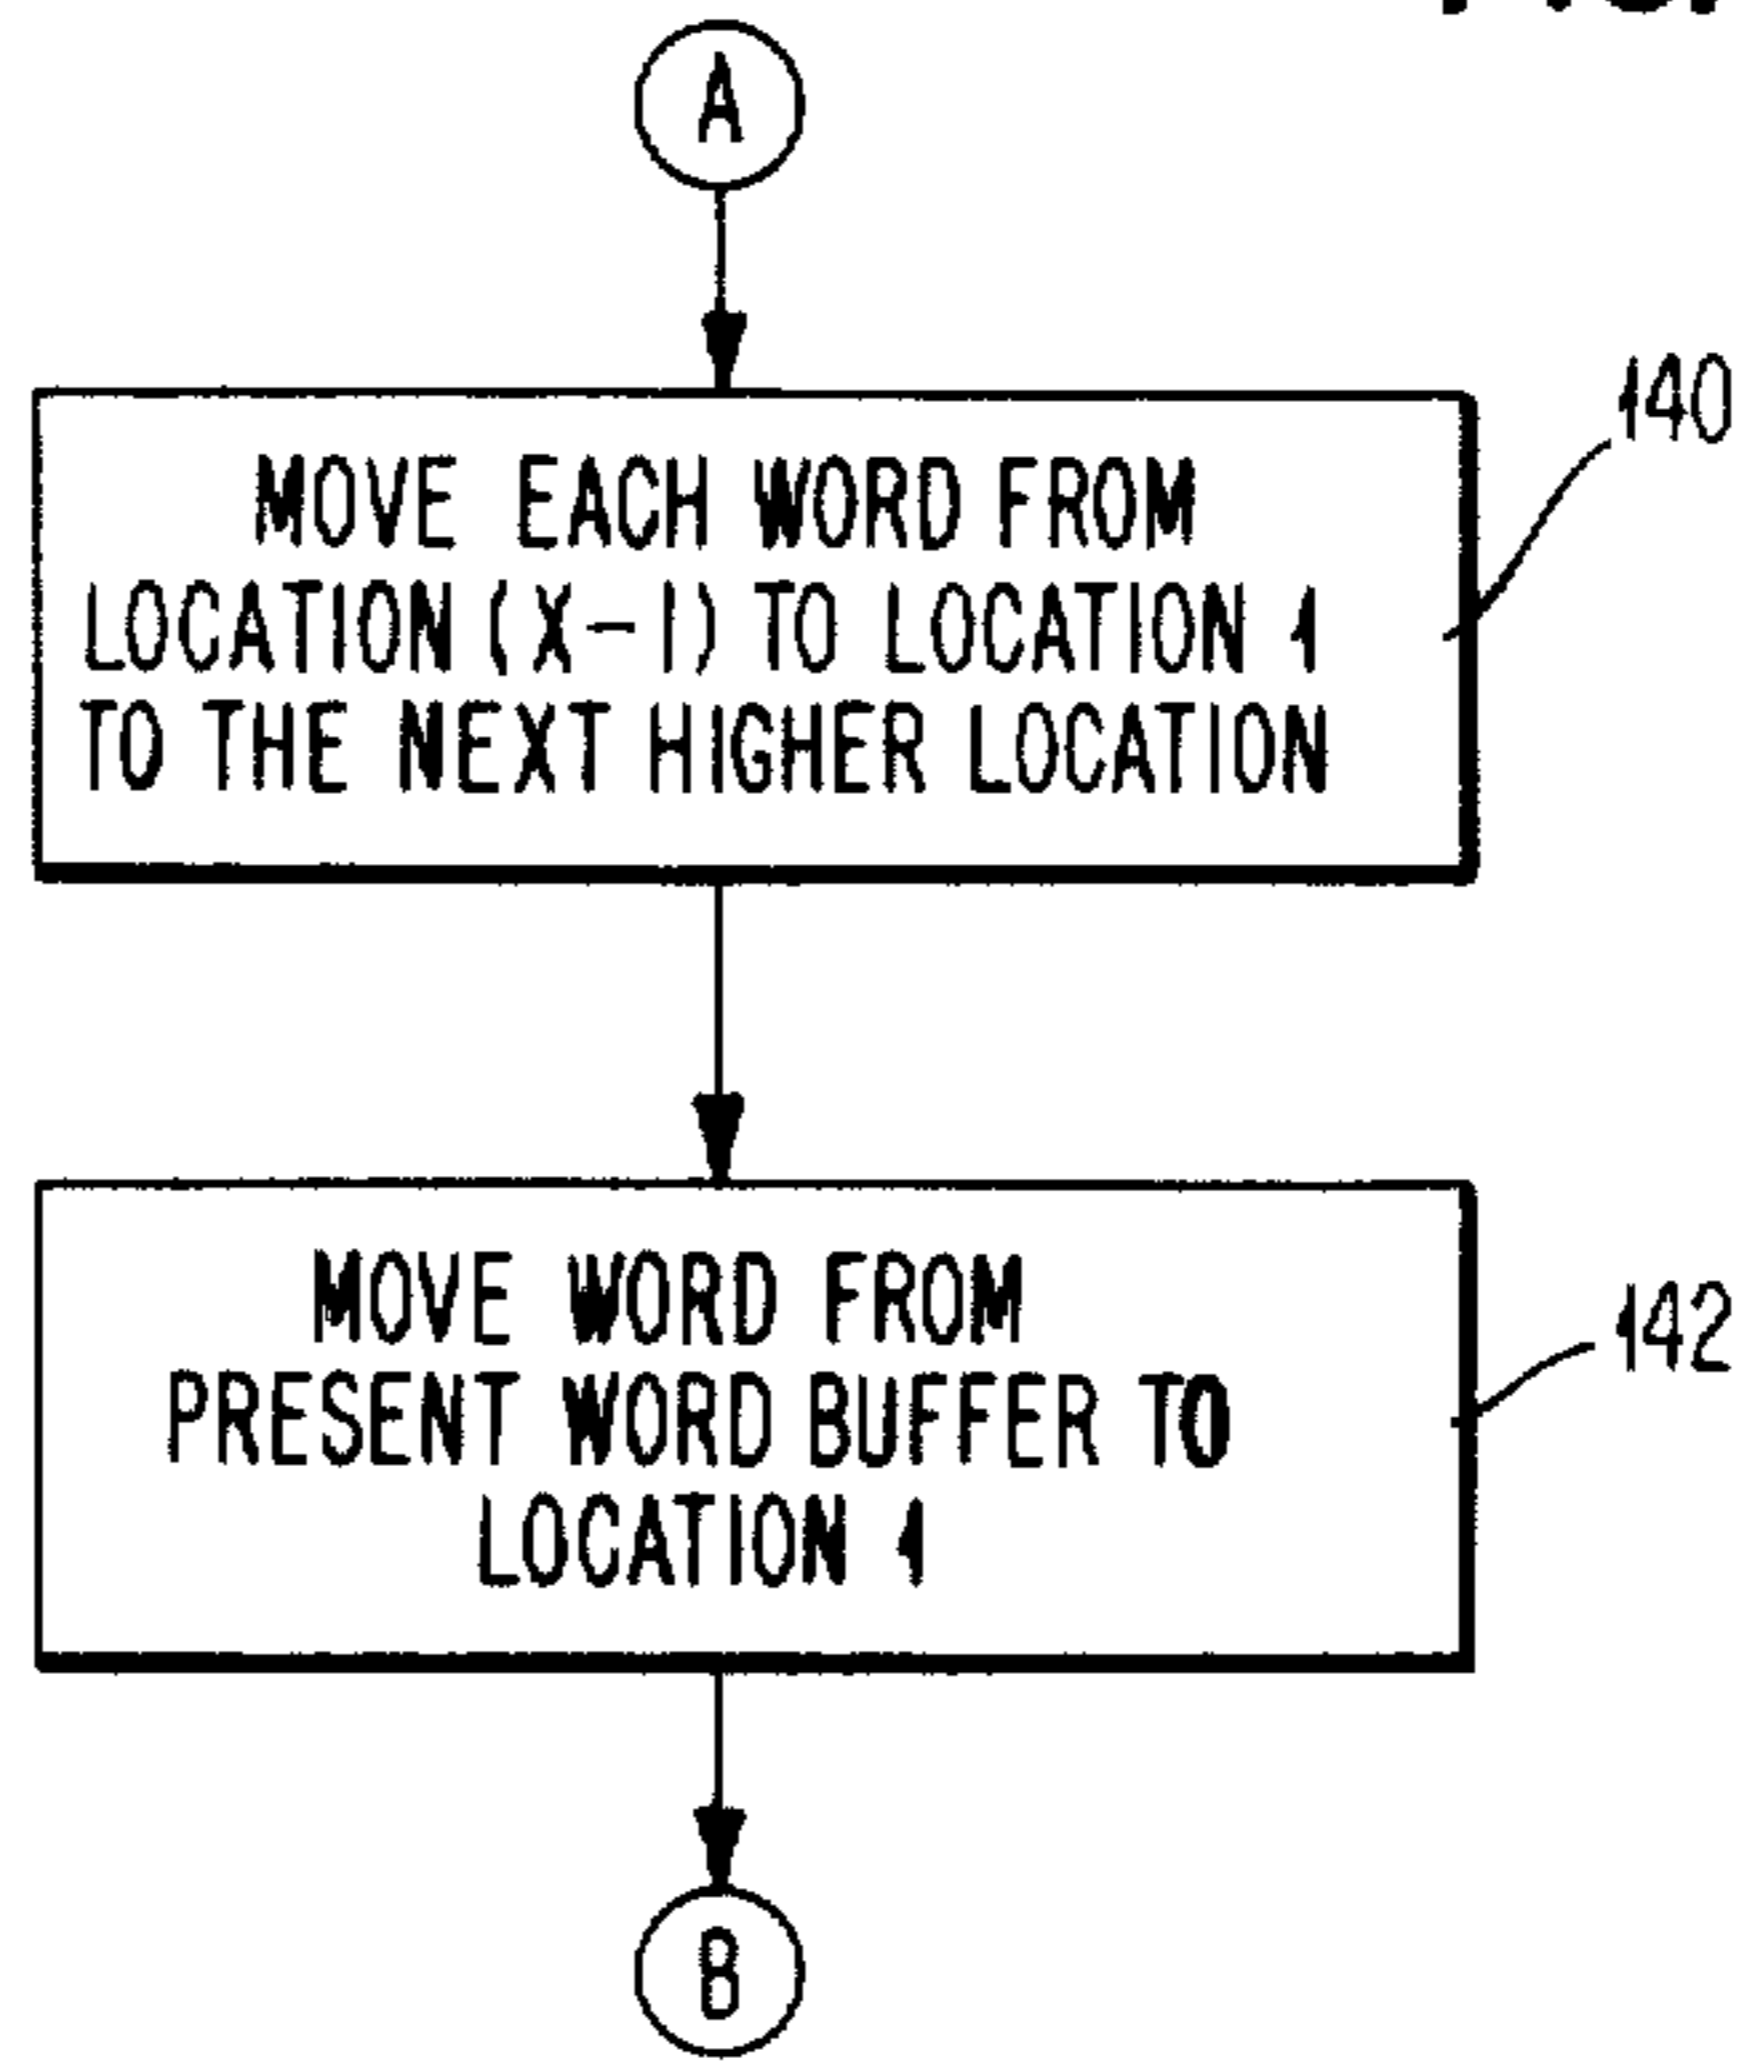 A
MOVE EACH WORD FROM
LOCATION (X-1) TO LOCATION 1
TO THE NEXT HIGHER LOCATION
140
MOVE WORD FROM
PRESENT WORD BUFFER TO
LOCATION 1
142
B